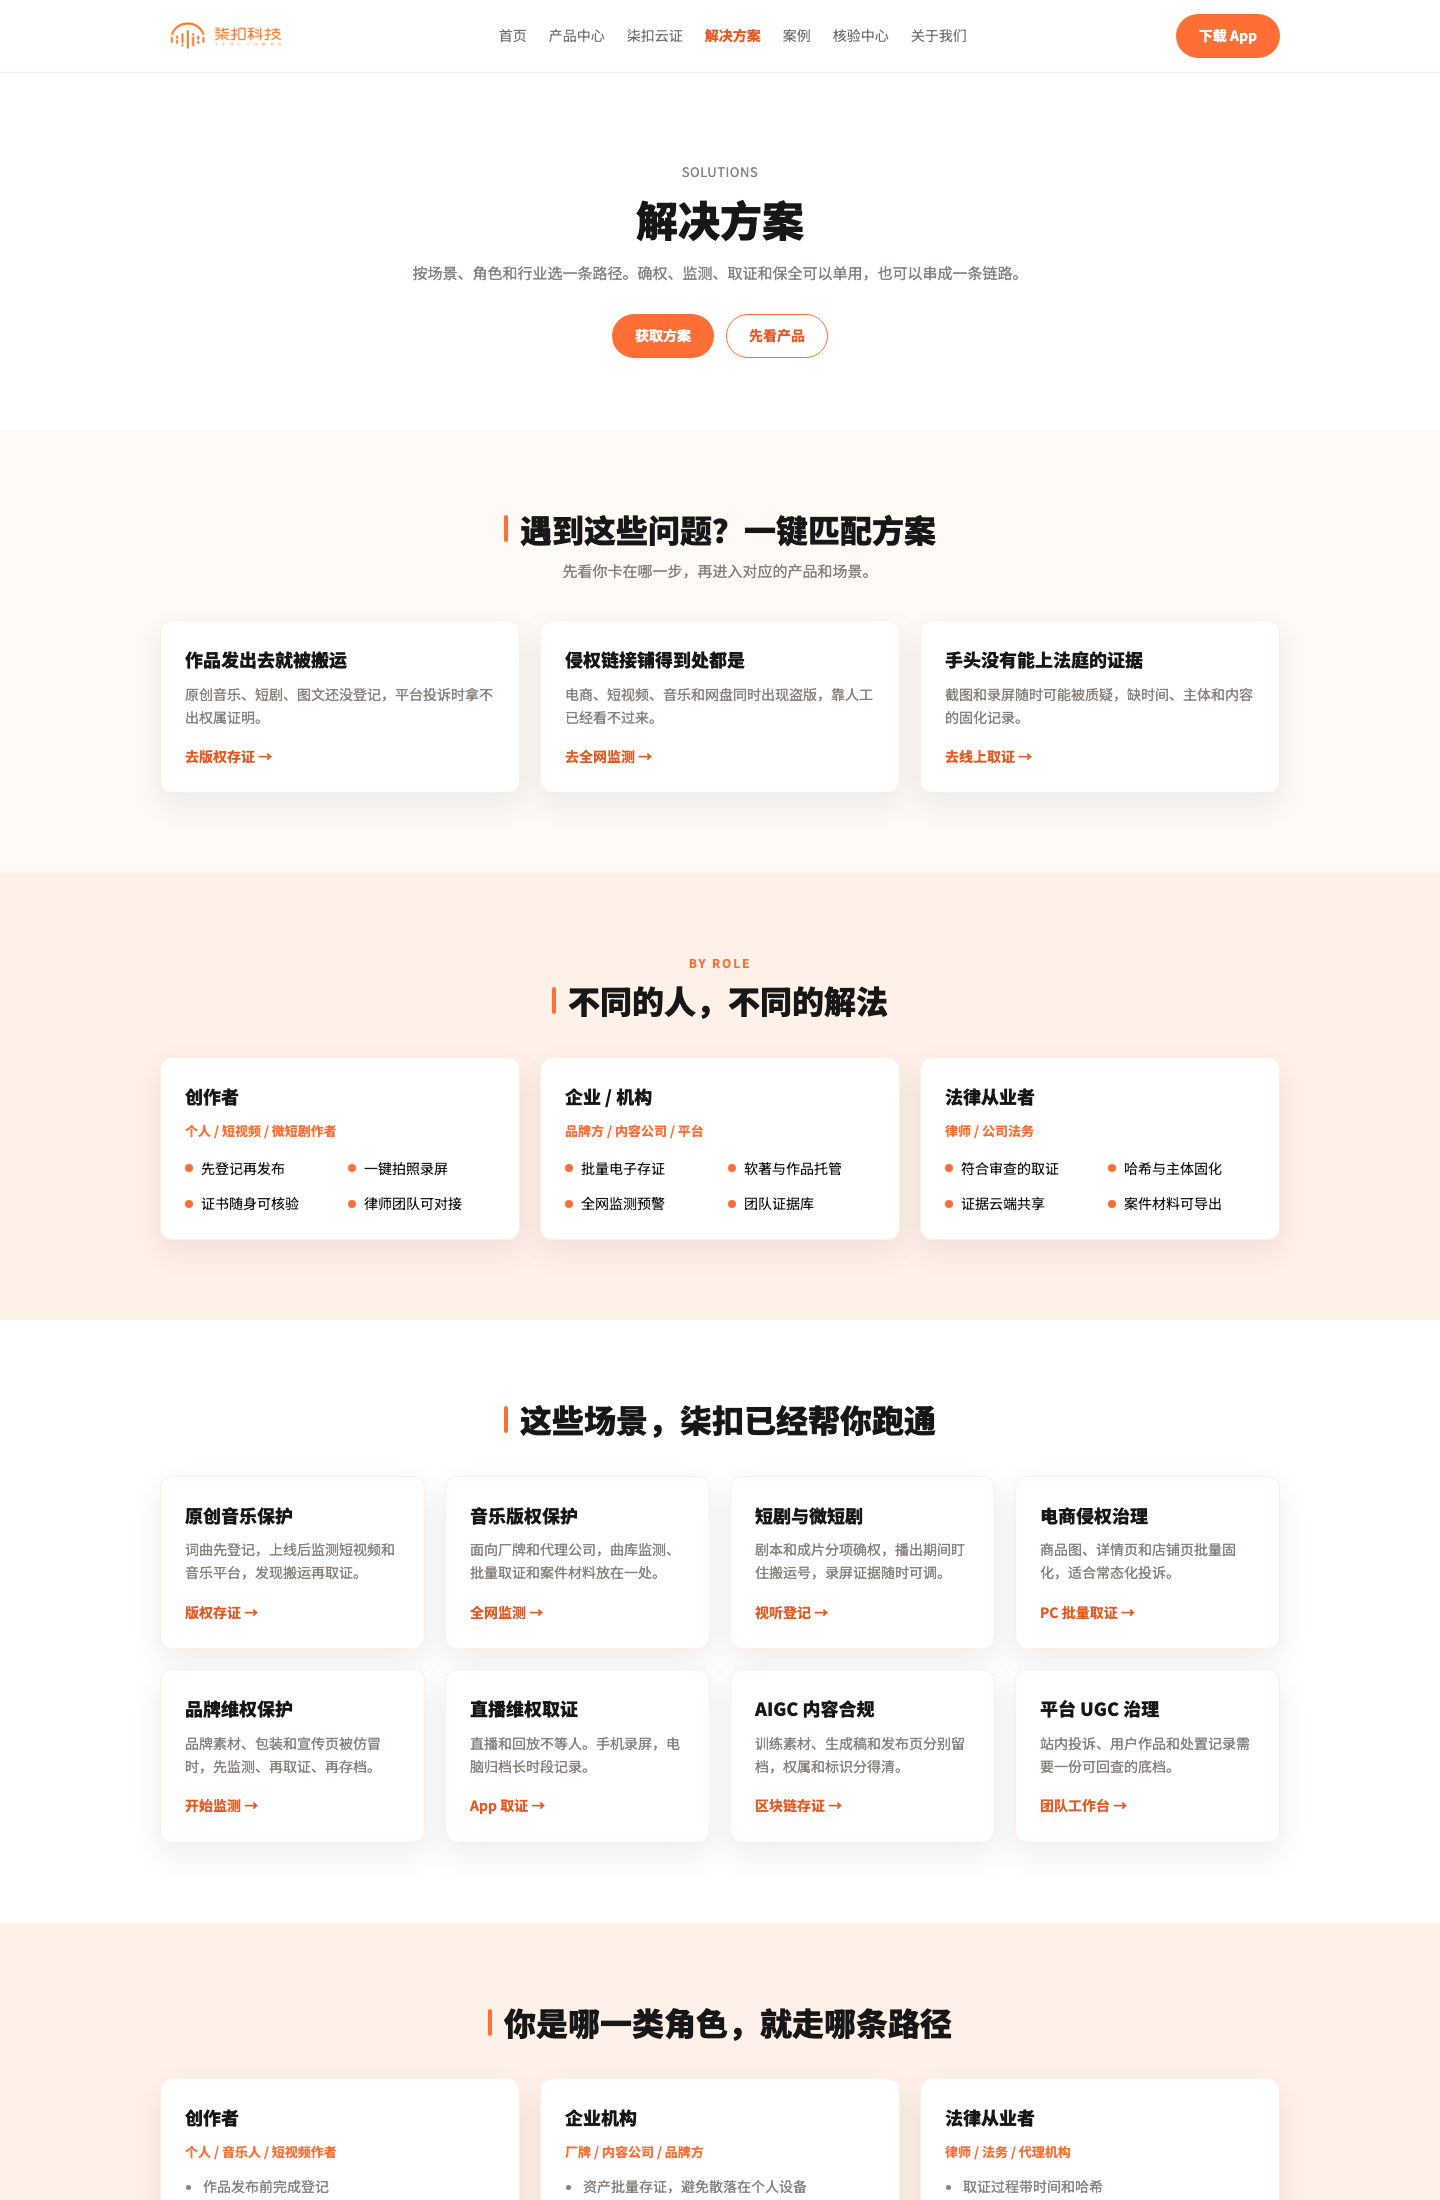 柒扣科技
首页 产品中心 柒扣云证 解决方案 案例 核验中心 关于我们
下载 App
SOLUTIONS
解决方案
按场景、角色和行业选一条路径。确权、监测、取证和保全可以单用，也可以串成一条链路。
获取方案 先看产品
遇到这些问题？一键匹配方案
先看你卡在哪一步，再进入对应的产品和场景。
作品发出去就被搬运
原创音乐、短剧、图文还没登记，平台投诉时拿不
出权属证明。
去版权存证 →
侵权链接铺得到处都是
电商、短视频、音乐和网盘同时出现盗版，靠人工
已经看不过来。
去全网监测 →
手头没有能上法庭的证据
截图和录屏随时可能被质疑，缺时间、主体和内容
的固化记录。
去线上取证 →
BY ROLE
不同的人，不同的解法
创作者
个人 / 短视频 / 微短剧作者
先登记再发布 一键拍照录屏
证书随身可核验 律师团队可对接
企业 / 机构
品牌方 / 内容公司 / 平台
批量电子存证 软著与作品托管
全网监测预警 团队证据库
法律从业者
律师 / 公司法务
符合审查的取证 哈希与主体固化
证据云端共享 案件材料可导出
这些场景，柒扣已经帮你跑通
原创音乐保护
词曲先登记，上线后监测短视频和
音乐平台，发现搬运再取证。
版权存证 →
音乐版权保护
面向厂牌和代理公司，曲库监测、
批量取证和案件材料放在一处。
全网监测 →
短剧与微短剧
剧本和成片分项确权，播出期间盯
住搬运号，录屏证据随时可调。
视听登记 →
电商侵权治理
商品图、详情页和店铺页批量固
化，适合常态化投诉。
PC 批量取证 →
品牌维权保护
品牌素材、包装和宣传页被仿冒
时，先监测、再取证、再存档。
开始监测 →
直播维权取证
直播和回放不等人。手机录屏，电
脑归档长时段记录。
App 取证 →
AIGC 内容合规
训练素材、生成稿和发布页分别留
档，权属和标识分得清。
区块链存证 →
平台 UGC 治理
站内投诉、用户作品和处置记录需
要一份可回查的底档。
团队工作台 →
你是哪一类角色，就走哪条路径
创作者
个人 / 音乐人 / 短视频作者
• 作品发布前完成登记
企业机构
厂牌 / 内容公司 / 品牌方
• 资产批量存证，避免散落在个人设备
法律从业者
律师 / 法务 / 代理机构
• 取证过程带时间和哈希